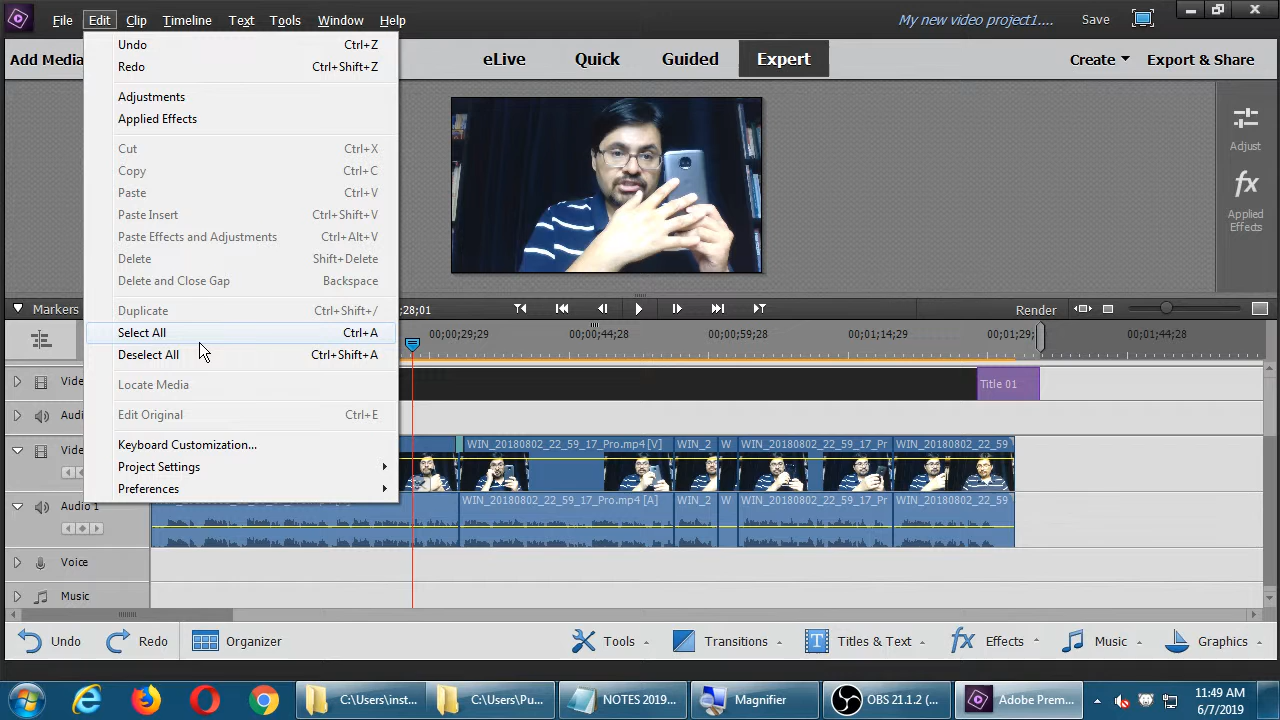 File Edit Clip Timeline Text Tools Window Help My new video project1.... Save
Add Media eLive Quick Guided Expert Create Export & Share
Undo Ctrl+Z
Redo Ctrl+Shift+Z
Adjustments
Applied Effects
Cut Ctrl+X
Copy Ctrl+C
Paste Ctrl+V
Paste Insert Ctrl+Shift+V
Paste Effects and Adjustments Ctrl+Alt+V
Delete Shift+Delete
Delete and Close Gap Backspace
Duplicate Ctrl+Shift+/
Select All Ctrl+A
Deselect All Ctrl+Shift+A
Locate Media
Edit Original Ctrl+E
Keyboard Customization...
Project Settings
Preferences
Adjust
fx
Applied
Effects
Markers ;28;01 Render
00;00;29;29 00;00;44;28 00;00;59;28 00;01;14;29 00;01;29; 00;01;44;28
Vide Title 01
Audi
Vide WIN_20180802_22_59_17_Pro.mp4 [V] WIN_2 W WIN_20180802_22_59_17_Pr WIN_20180802_22_59
Audio 1 WIN_20180802_22_59_17_Pro.mp4 [A] WIN_2 W WIN_20180802_22_59_17_Pr WIN_20180802_22_59
Voice
Music
Undo Redo Organizer Tools Transitions T Titles & Text fx Effects Music Graphics
C:\Users\inst... C:\Users\Pu... NOTES 2019... Magnifier OBS 21.1.2 (... Adobe Prem... 11:49 AM
6/7/2019